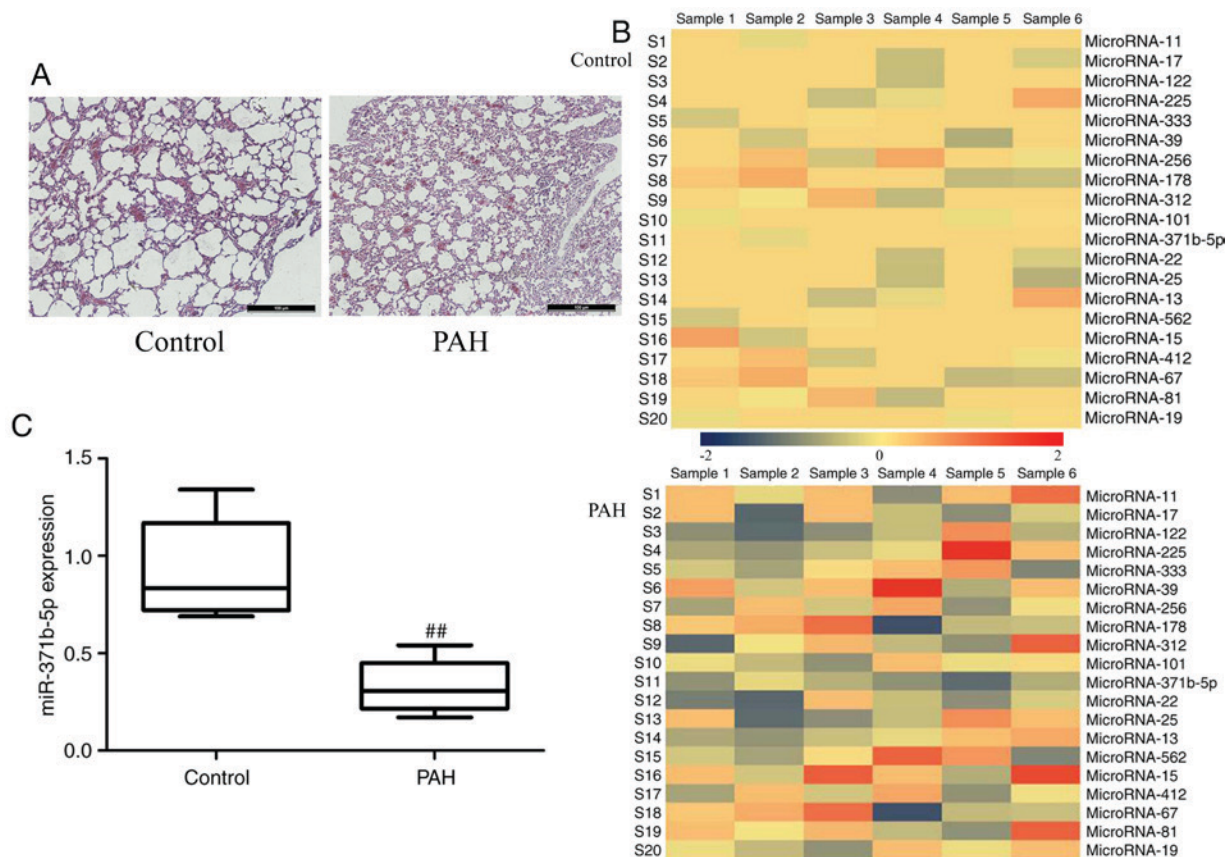 A
Control
PAH
B
Control
Sample 1 Sample 2 Sample 3 Sample 4 Sample 5 Sample 6
S1 MicroRNA-11
S2 MicroRNA-17
S3 MicroRNA-122
S4 MicroRNA-225
S5 MicroRNA-333
S6 MicroRNA-39
S7 MicroRNA-256
S8 MicroRNA-178
S9 MicroRNA-312
S10 MicroRNA-101
S11 MicroRNA-371b-5p
S12 MicroRNA-22
S13 MicroRNA-25
S14 MicroRNA-13
S15 MicroRNA-562
S16 MicroRNA-15
S17 MicroRNA-412
S18 MicroRNA-67
S19 MicroRNA-81
S20 MicroRNA-19
-2 0 2
PAH
Sample 1 Sample 2 Sample 3 Sample 4 Sample 5 Sample 6
S1 MicroRNA-11
S2 MicroRNA-17
S3 MicroRNA-122
S4 MicroRNA-225
S5 MicroRNA-333
S6 MicroRNA-39
S7 MicroRNA-256
S8 MicroRNA-178
S9 MicroRNA-312
S10 MicroRNA-101
S11 MicroRNA-371b-5p
S12 MicroRNA-22
S13 MicroRNA-25
S14 MicroRNA-13
S15 MicroRNA-562
S16 MicroRNA-15
S17 MicroRNA-412
S18 MicroRNA-67
S19 MicroRNA-81
S20 MicroRNA-19
C
miR-371b-5p expression
1.5
1.0
0.5
0.0
##
Control PAH